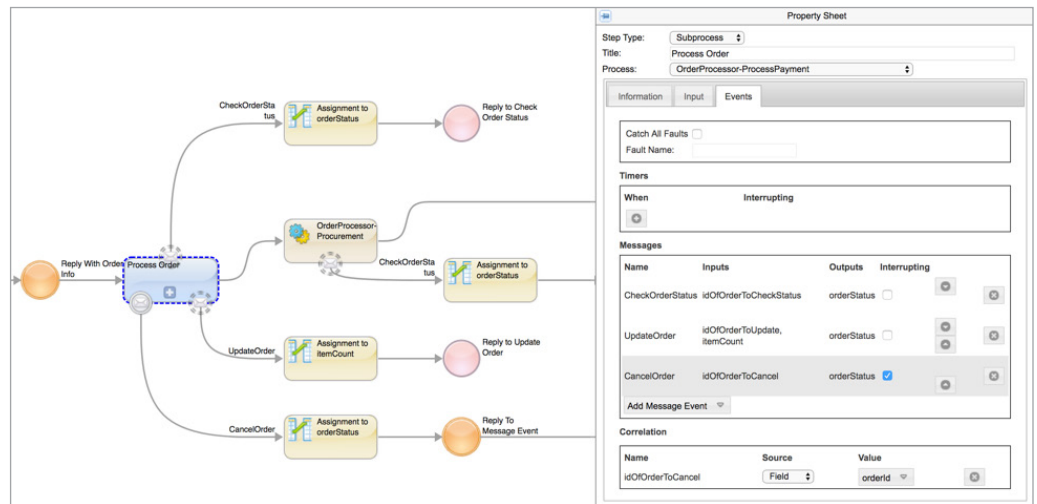 CheckOrderSta
tus
Assignment to
orderStatus
Reply to Check
Order Status
OrderProcessor-
Procurement
CheckOrderSta
tus
Assignment to
orderStatus
Reply With Order
Info
Process Order
UpdateOrder
Assignment to
itemCount
Reply to Update
Order
CancelOrder
Assignment to
orderStatus
Reply To
Message Event
Property Sheet
Step Type: Subprocess
Title: Process Order
Process: OrderProcessor-ProcessPayment
Information Input Events
Catch All Faults
Fault Name:
Timers
When Interrupting
Messages
Name Inputs Outputs Interrupting
CheckOrderStatus idOfOrderToCheckStatus orderStatus
UpdateOrder idOfOrderToUpdate,
itemCount orderStatus
CancelOrder idOfOrderToCancel orderStatus
Add Message Event
Correlation
Name Source Value
idOfOrderToCancel Field orderId